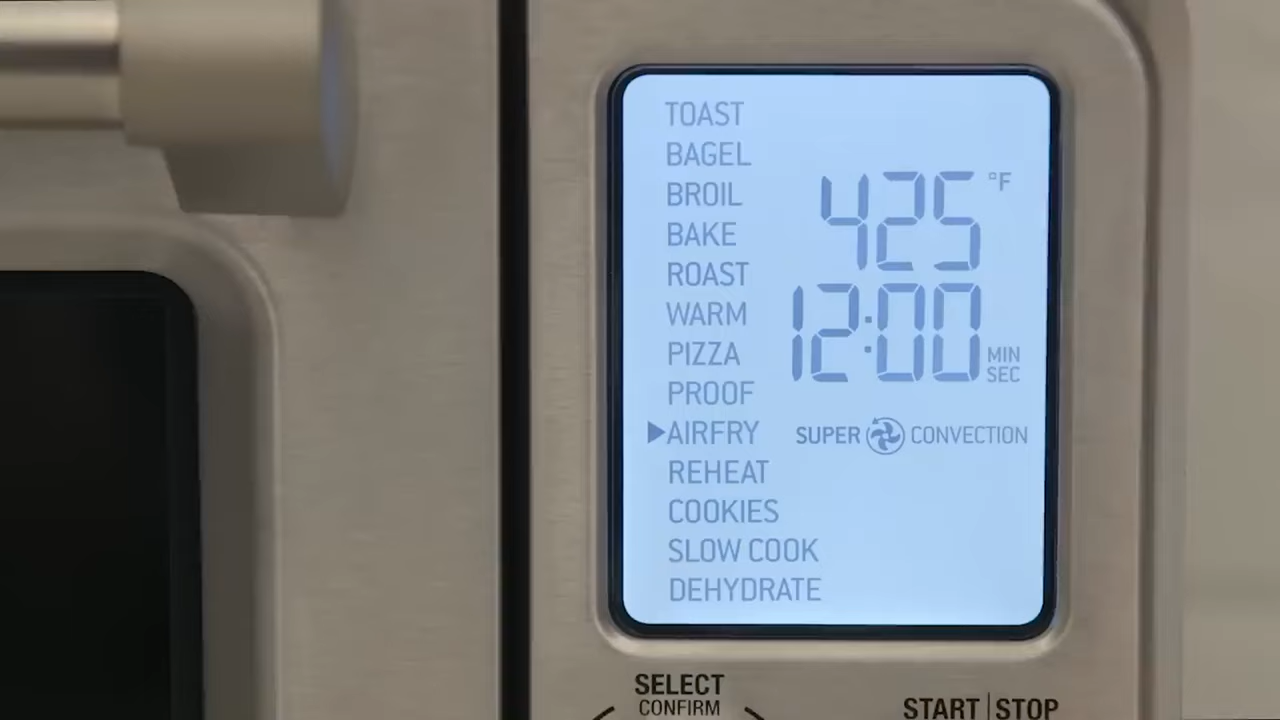 TOAST
BAGEL
BROIL
BAKE
ROAST
WARM
PIZZA
PROOF
▶AIRFRY
REHEAT
COOKIES
SLOW COOK
DEHYDRATE
425 °F
12:00 MIN SEC
SUPER CONVECTION
SELECT
CONFIRM
START|STOP